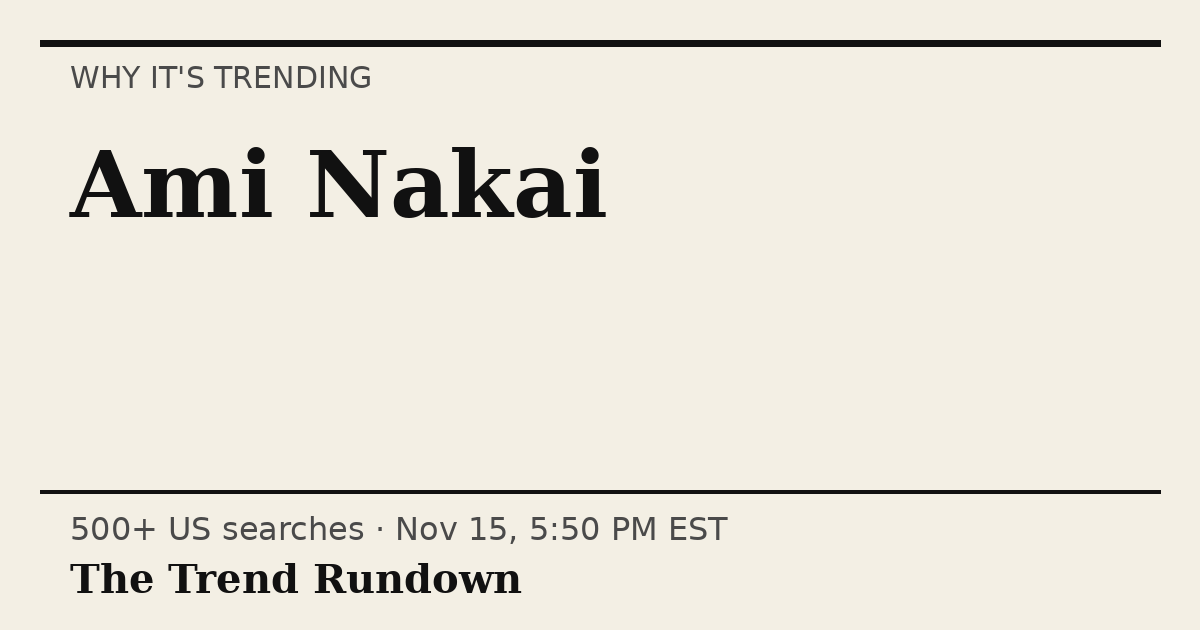 WHY IT'S TRENDING
Ami Nakai
500+ US searches · Nov 15, 5:50 PM EST
The Trend Rundown